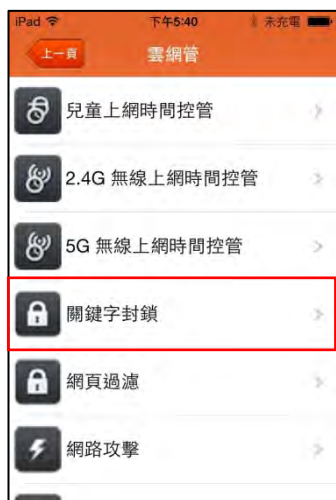 iPad 下午5:40 未充電
上一頁 雲網管
兒童上網時間控管
2.4G 無線上網時間控管
5G 無線上網時間控管
關鍵字封鎖
網頁過濾
網路攻擊